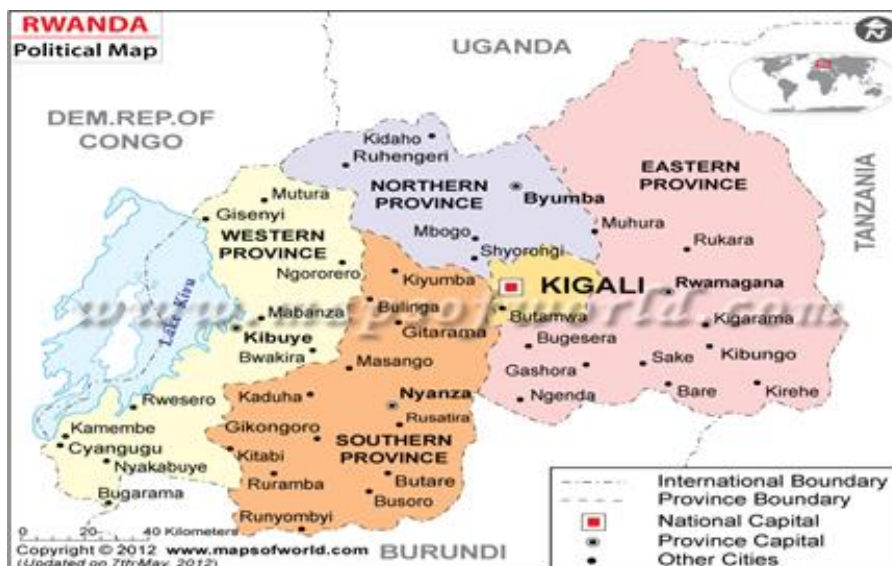 RWANDA
Political Map
UGANDA
N
DEM.REP.OF
CONGO
Kidaho
Ruhengeri
NORTHERN
PROVINCE
Byumba
EASTERN
PROVINCE
TANZANIA
Mutura
Gisenyi
WESTERN
PROVINCE
Mbogo
Shyorongi
Muhura
Rukara
Ngororero
Kiyumba
KIGALI
Rwamagana
Lake Kivu
www.mapsofworld.com
Bulinga
Mabanza
Gitarama
Butamwa
Kigarama
Kibuye
Bwakira
Bugesera
Kibungo
Masango
Gashora
Sake
Kaduha
Nyanza
Ngenda
Bare
Kirehe
Rwesero
Rusatira
Kamembe
Gikongoro
SOUTHERN
PROVINCE
Cyangugu
Kitabi
Nyakabuye
Ruramba
Butare
Bugarama
Busoro
Runyombyi
BURUNDI
0 20 40 Kilometers
Copyright © 2012 www.mapsofworld.com
(Updated on 7th-May, 2012)
International Boundary
Province Boundary
National Capital
Province Capital
Other Cities